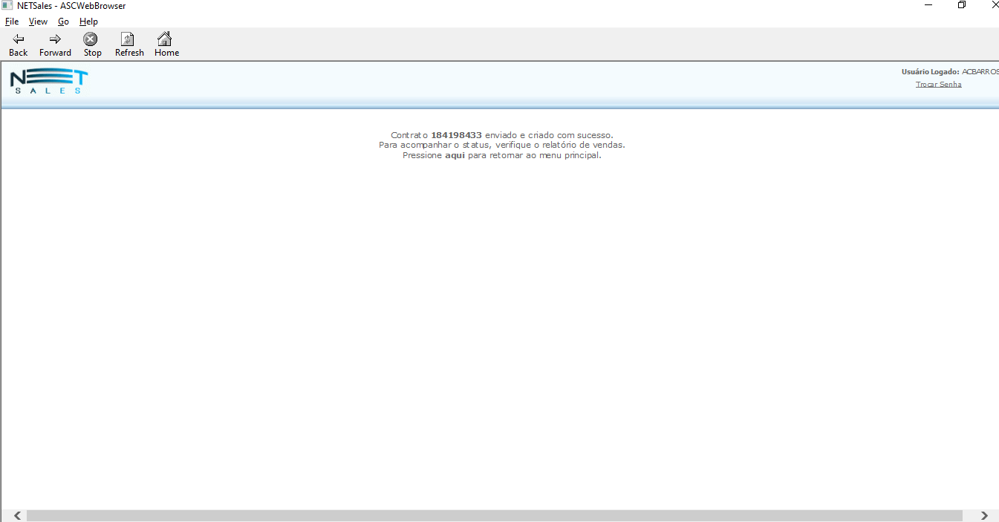 NETSales - ASCWebBrowser
File View Go Help
Back Forward Stop Refresh Home
NET
SALES
Usuário Logado: ACBARROS
Trocar Senha
Contrato 184198433 enviado e criado com sucesso.
Para acompanhar o status, verifique o relatório de vendas.
Pressione aqui para retornar ao menu principal.